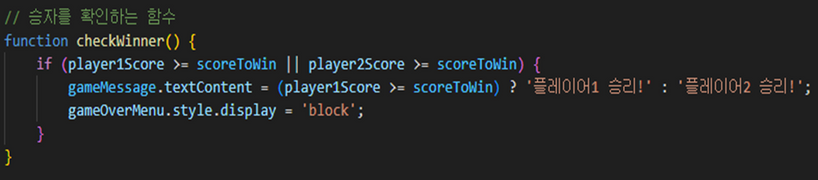 // 승자를 확인하는 함수
function checkWinner() {
    if (player1Score >= scoreToWin || player2Score >= scoreToWin) {
        gameMessage.textContent = (player1Score >= scoreToWin) ? '플레이어1 승리!' : '플레이어2 승리!';
        gameOverMenu.style.display = 'block';
    }
}